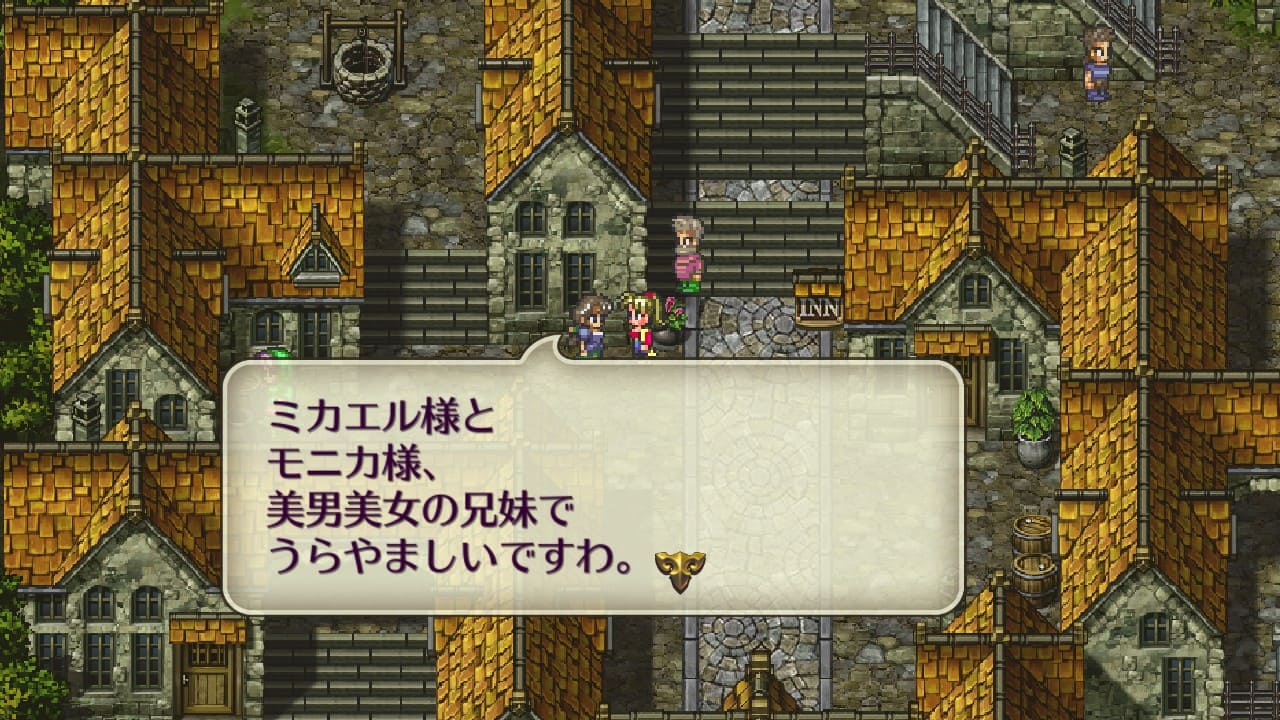 INN
ミカエル様と
モニカ様、
美男美女の兄妹で
うらやましいですわ。